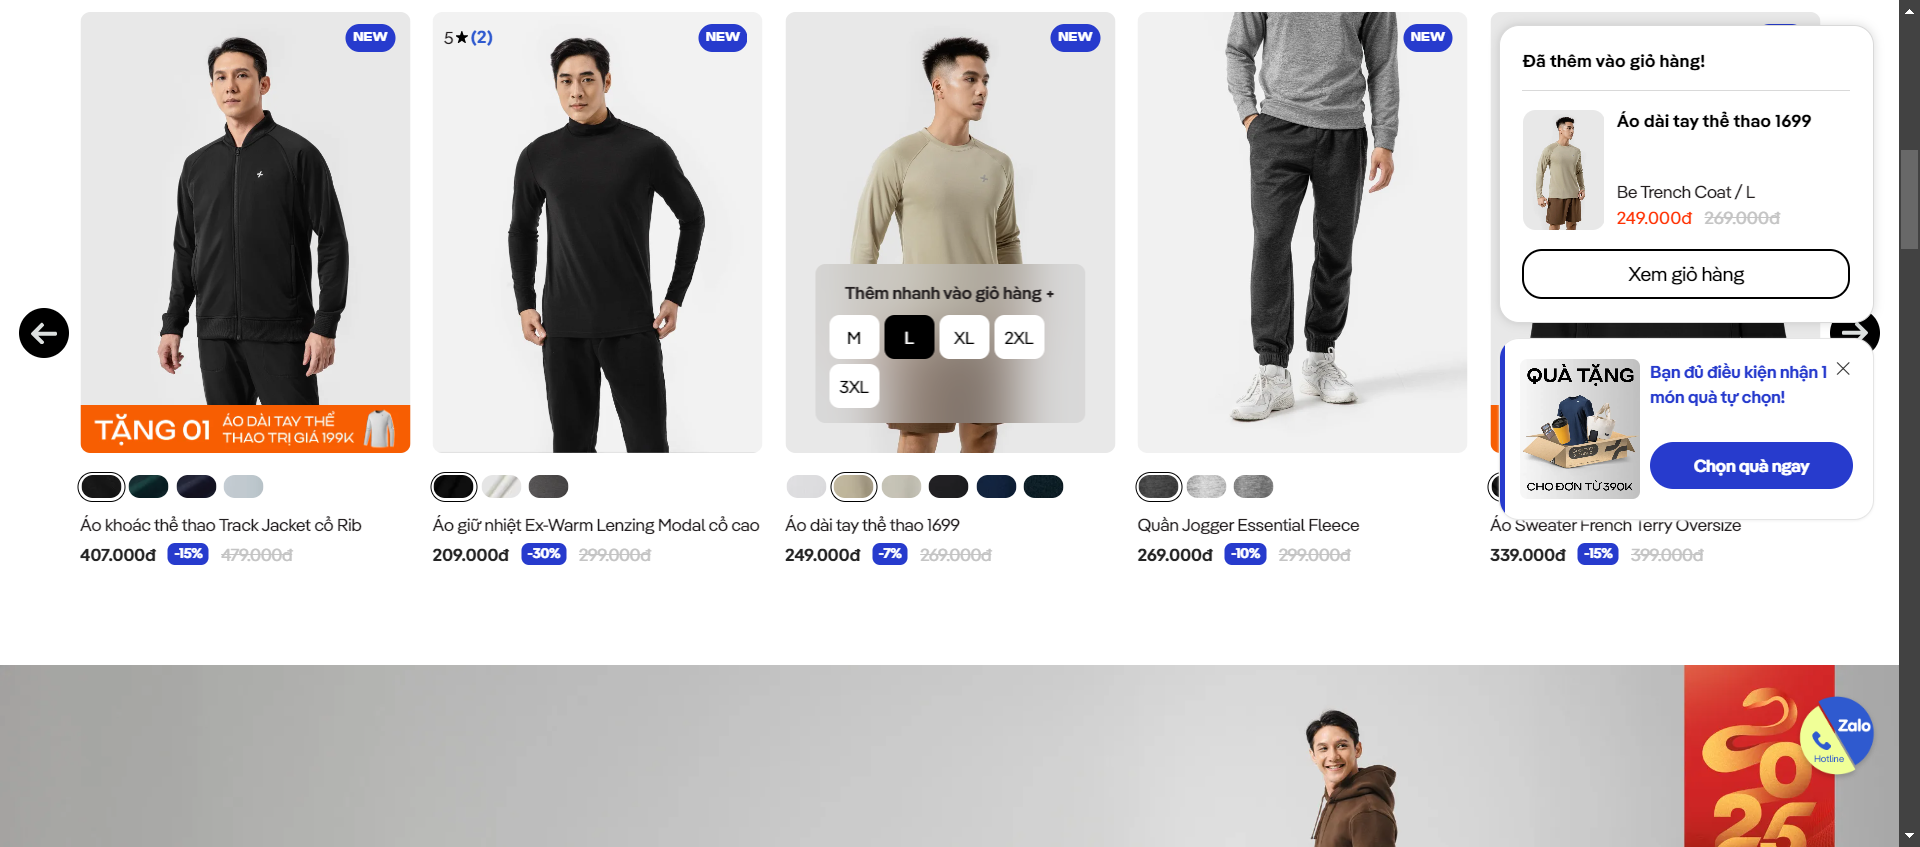 NEW
5★(2)
NEW
NEW
NEW
TẶNG 01
ÁO DÀI TAY THỂ
THAO TRỊ GIÁ 199K
Thêm nhanh vào giỏ hàng +
M
L
XL
2XL
3XL
Áo khoác thể thao Track Jacket cổ Rib
407.000đ
-15%
479.000đ
Áo giữ nhiệt Ex-Warm Lenzing Modal cổ cao
209.000đ
-30%
299.000đ
Áo dài tay thể thao 1699
249.000đ
-7%
269.000đ
Quần Jogger Essential Fleece
269.000đ
-10%
299.000đ
Áo Sweater French Terry Oversize
339.000đ
-15%
399.000đ
Đã thêm vào giỏ hàng!
Áo dài tay thể thao 1699
Be Trench Coat / L
249.000đ 269.000đ
Xem giỏ hàng
QUÀ TẶNG
CHO ĐƠN TỪ 390K
Bạn đủ điều kiện nhận 1
món quà tự chọn!
Chọn quà ngay
2025
Zalo
Hotline